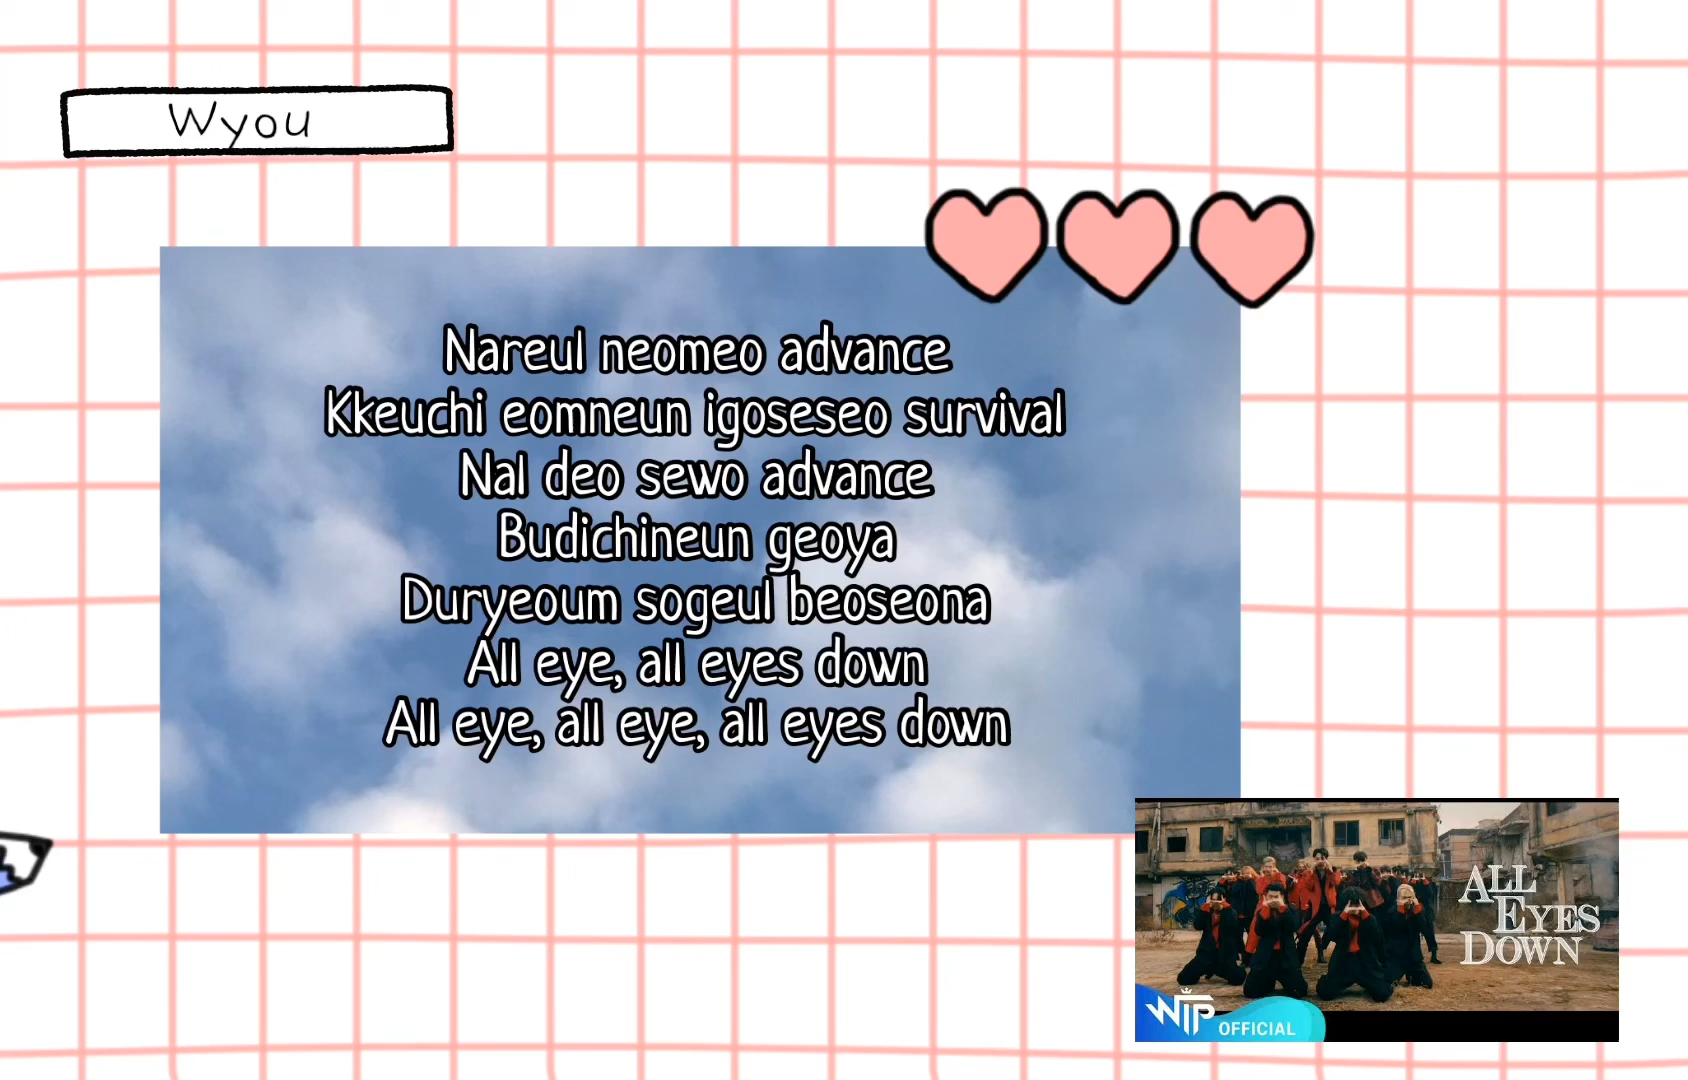 Wyou
Nareul neomeo advance
Kkeuchi eomneun igoseseo survival
Nal deo sewo advance
Budichineun geoya
Duryeoum sogeul beoseona
All eye, all eyes down
All eye, all eye, all eyes down
ALL
EYES
DOWN
WIP OFFICIAL